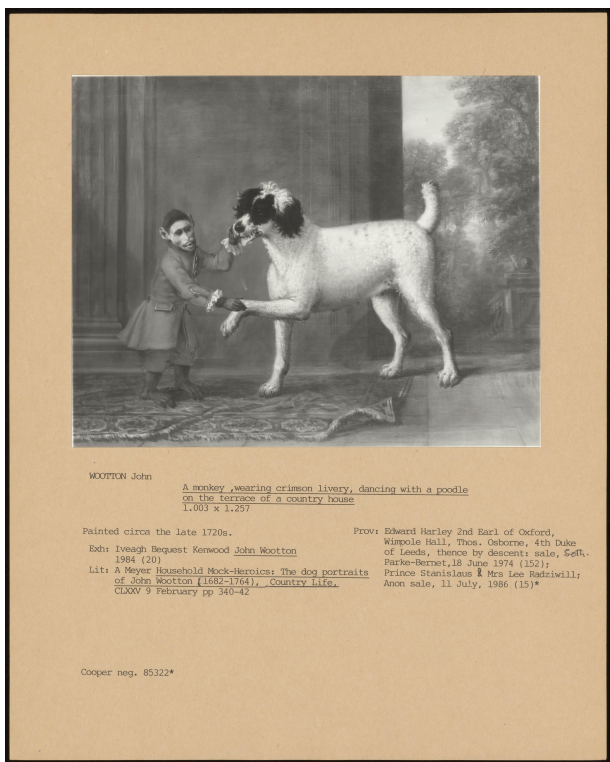 WOOTTON John
A monkey ,wearing crimson livery, dancing with a poodle
on the terrace of a country house
1.003 x 1.257
Painted circa the late 1720s.
Exh: Iveagh Bequest Kenwood John Wootton
1984 (20)
Lit: A Meyer Household Mock-Heroics: The dog portraits
of John Wootton (1682-1764), Country Life,
CLXXV 9 February pp 340-42
Prov: Edward Harley 2nd Earl of Oxford,
Wimpole Hall, Thos. Osborne, 4th Duke
of Leeds, thence by descent: sale, Soth.
Parke-Bernet,18 June 1974 (152);
Prince Stanislaus & Mrs Lee Radziwill;
Anon sale, 11 July, 1986 (15)*
Cooper neg. 85322*